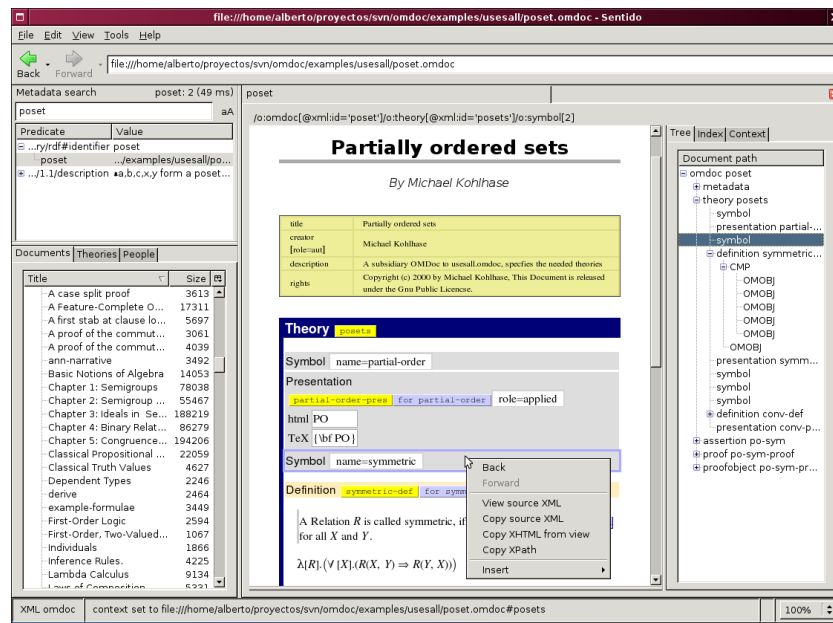 file:///home/alberto/proyectos/svn/omdoc/examples/usesall/poset.omdoc - Sentido
File Edit View Tools Help
Back Forward file:///home/alberto/proyectos/svn/omdoc/examples/usesall/poset.omdoc
Metadata search poset: 2 (49 ms)
poset aA
Predicate Value
...ry/rdf#identifier poset
poset .../examples/usesall/po...
.../1.1/description a,b,c,x,y form a poset...
Documents Theories People
Title Size
A case split proof 3613
A Feature-Complete O... 17311
A first stab at clause lo... 5697
A proof of the commut... 3061
A proof of the commut... 4039
ann-narrative 3492
Basic Notions of Algebra 14053
Chapter 1: Semigroups 78038
Chapter 2: Semigroup ... 55467
Chapter 3: Ideals in Se... 188219
Chapter 4: Binary Relat... 86279
Chapter 5: Congruence... 194206
Classical Propositional ... 22059
Classical Truth Values 4627
Dependent Types 2246
derive 2464
example-formulae 3449
First-Order Logic 2594
First-Order, Two-Valued... 1067
Individuals 1866
Inference Rules. 4225
Lambda Calculus 9134
Laws of Composition 5331
poset
/o:omdoc[@xml:id='poset']/o:theory[@xml:id='posets']/o:symbol[2]
Partially ordered sets
By Michael Kohlhase
title Partially ordered sets
creator
[role=aut] Michael Kohlhase
description A subsidiary OMDoc to usesall.omdoc, specfies the needed theories
rights Copyright (c) 2000 by Michael Kohlhase, This Document is released
under the Gnu Public Licencse.
Theory posets
Symbol name=partial-order
Presentation
partial-order-pres for partial-order role=applied
html PO
TeX {\bf PO}
Symbol name=symmetric
Definition symmetric-def for symm
A Relation R is called symmetric, if
for all X and Y.
λ[R].(∀ [X].(R(X, Y) ⇒ R(Y, X)))
Back
Forward
View source XML
Copy source XML
Copy XHTML from view
Copy XPath
Insert
Tree Index Context
Document path
omdoc poset
metadata
theory posets
symbol
presentation partial-...
symbol
definition symmetric...
CMP
OMOBJ
OMOBJ
OMOBJ
OMOBJ
OMOBJ
OMOBJ
presentation symm...
symbol
symbol
symbol
definition conv-def
presentation conv-p...
assertion po-sym
proof po-sym-proof
proofobject po-sym-pr...
XML omdoc context set to file:///home/alberto/proyectos/svn/omdoc/examples/usesall/poset.omdoc#posets 100%